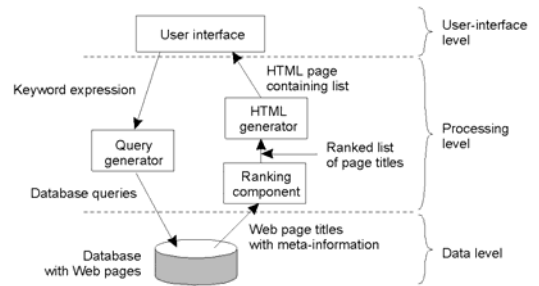 User interface
User-interface
level
Keyword expression
HTML page
containing list
HTML
generator
Processing
level
Query
generator
Ranked list
of page titles
Ranking
component
Database queries
Web page titles
with meta-information
Database
with Web pages
Data level